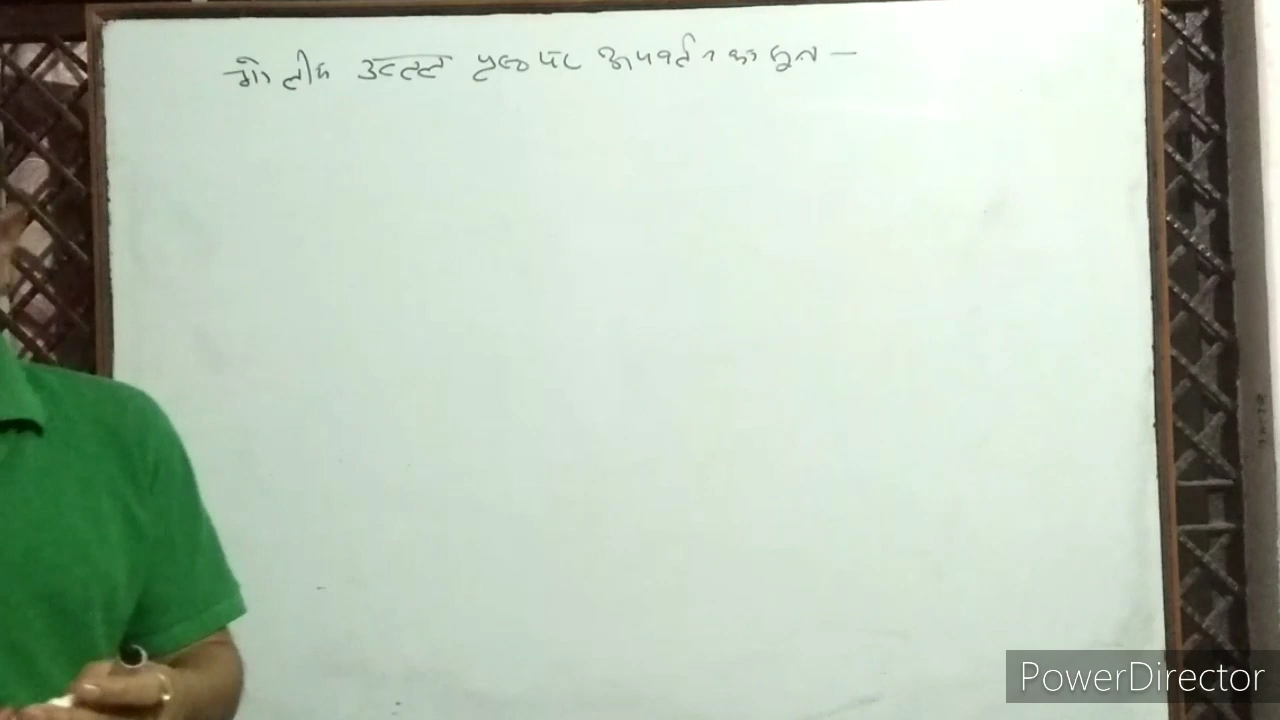 गोलीय उत्तल पृष्ठ पर अपवर्तन का सूत्र —
PowerDirector